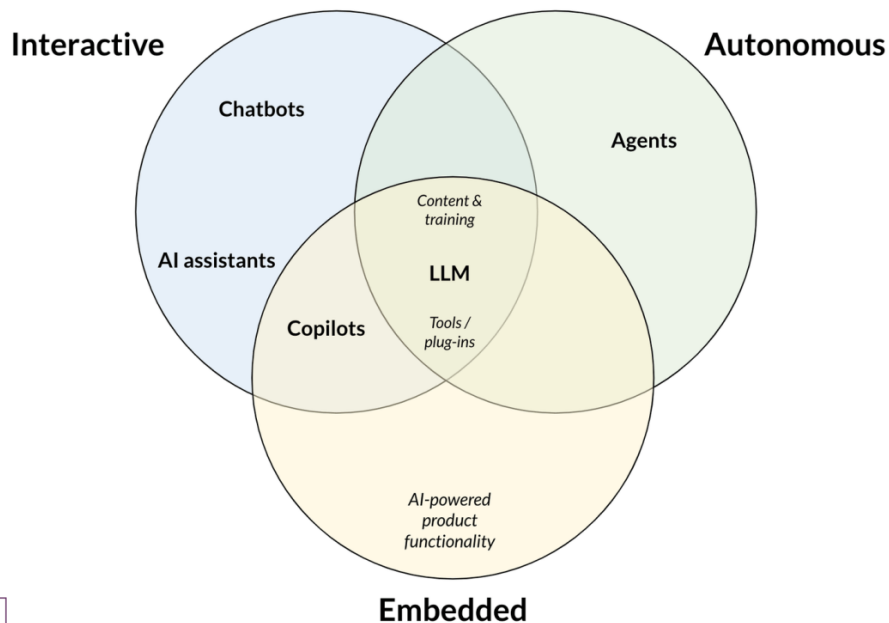 Interactive
Autonomous
Chatbots
Agents
Content &
training
AI assistants
LLM
Copilots
Tools /
plug-ins
AI-powered
product
functionality
Embedded